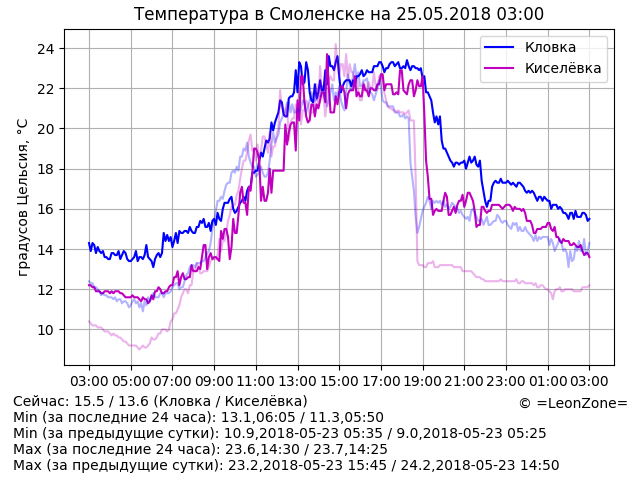 Температура в Смоленске на 25.05.2018 03:00
Кловка
Киселёвка
градусов Цельсия, °C
24
22
20
18
16
14
12
10
03:00 05:00 07:00 09:00 11:00 13:00 15:00 17:00 19:00 21:00 23:00 01:00 03:00
Сейчас: 15.5 / 13.6 (Кловка / Киселёвка)
© =LeonZone=
Min (за последние 24 часа): 13.1,06:05 / 11.3,05:50
Min (за предыдущие сутки): 10.9,2018-05-23 05:35 / 9.0,2018-05-23 05:25
Max (за последние 24 часа): 23.6,14:30 / 23.7,14:25
Max (за предыдущие сутки): 23.2,2018-05-23 15:45 / 24.2,2018-05-23 14:50